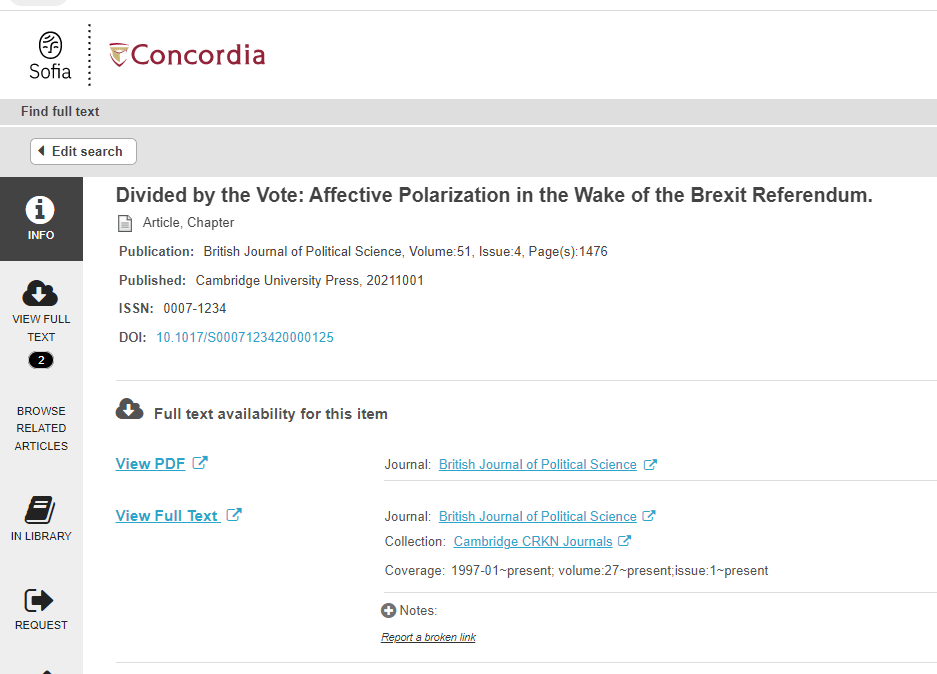 Sofia
Concordia
Find full text
Edit search
INFO
VIEW FULL
TEXT
2
BROWSE
RELATED
ARTICLES
IN LIBRARY
REQUEST
Divided by the Vote: Affective Polarization in the Wake of the Brexit Referendum.
Article, Chapter
Publication: British Journal of Political Science, Volume:51, Issue:4, Page(s):1476
Published: Cambridge University Press, 20211001
ISSN: 0007-1234
DOI: 10.1017/S0007123420000125
Full text availability for this item
View PDF Journal: British Journal of Political Science
View Full Text Journal: British Journal of Political Science
Collection: Cambridge CRKN Journals
Coverage: 1997-01~present; volume:27~present;issue:1~present
Notes:
Report a broken link